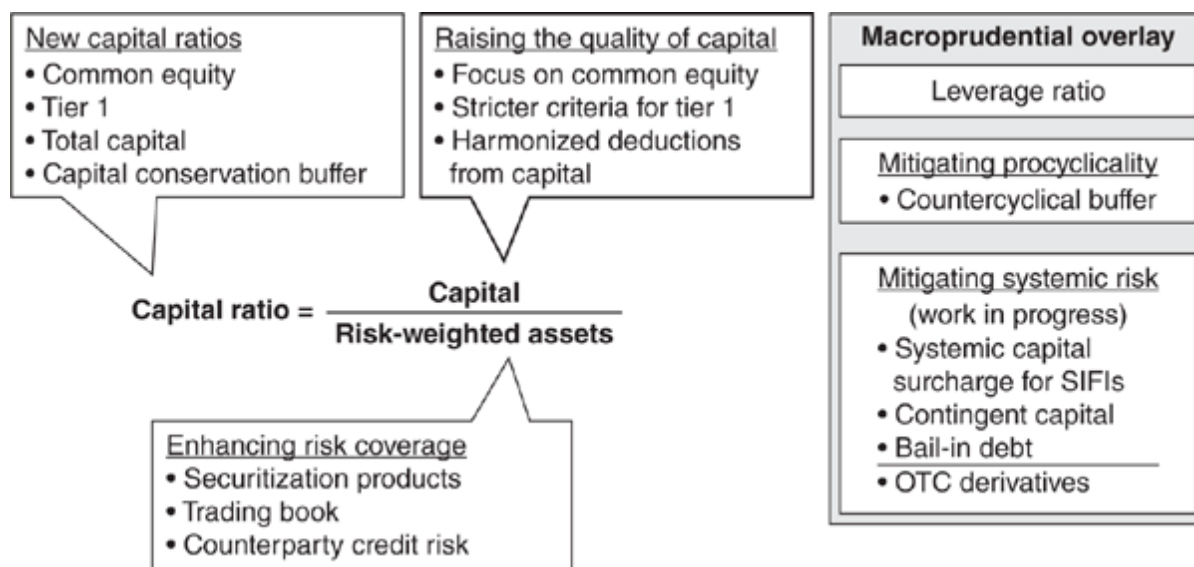 New capital ratios
• Common equity
• Tier 1
• Total capital
• Capital conservation buffer
Raising the quality of capital
• Focus on common equity
• Stricter criteria for tier 1
• Harmonized deductions
from capital
Capital ratio =
Capital
Risk-weighted assets
Enhancing risk coverage
• Securitization products
• Trading book
• Counterparty credit risk
Macroprudential overlay
Leverage ratio
Mitigating procyclicality
• Countercyclical buffer
Mitigating systemic risk
(work in progress)
• Systemic capital
surcharge for SIFIs
• Contingent capital
• Bail-in debt
• OTC derivatives